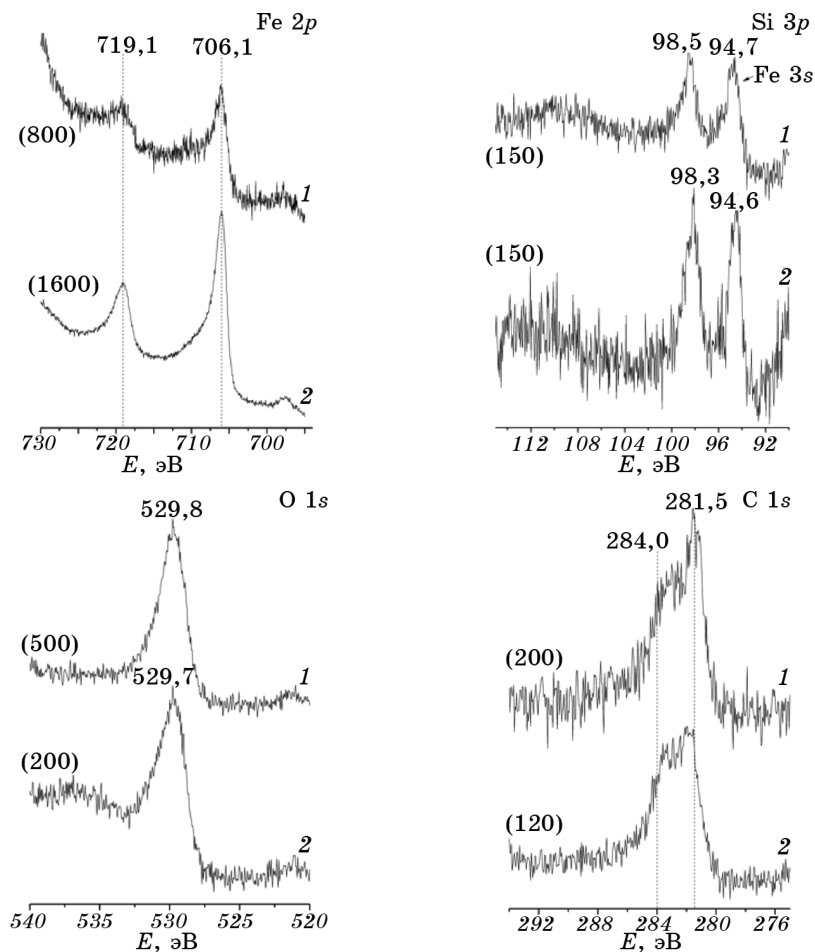 Fe 2p
719,1
706,1
(800)
1
(1600)
2
730 720 710 700
E, эВ
Si 3p
98,5
94,7
Fe 3s
1
(150)
98,3
94,6
(150)
2
112 108 104 100 96 92
E, эВ
O 1s
529,8
(500)
1
529,7
(200)
2
540 535 530 525 520
E, эВ
C 1s
281,5
284,0
(200)
1
(120)
2
292 288 284 280 276
E, эВ